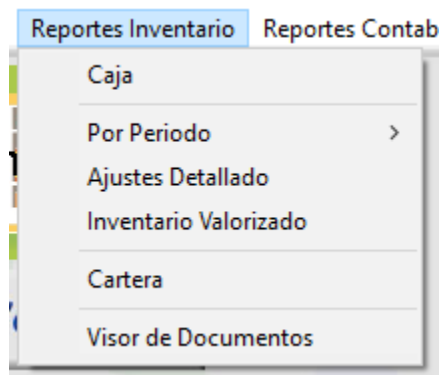 Reportes Inventario Reportes Contab
Caja
Por Periodo
Ajustes Detallado
Inventario Valorizado
Cartera
Visor de Documentos